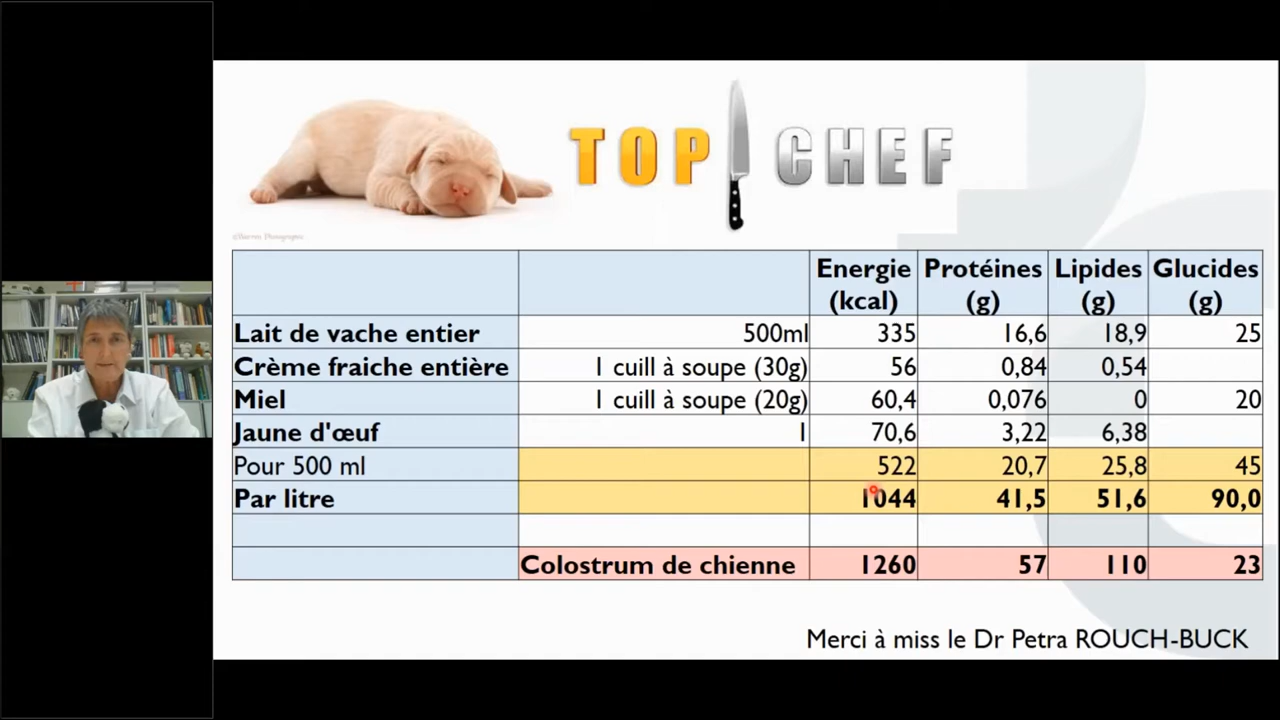 TOP CHEF
Energie Protéines Lipides Glucides
(kcal) (g) (g) (g)
Lait de vache entier 500ml 335 16,6 18,9 25
Crème fraiche entière 1 cuill à soupe (30g) 56 0,84 0,54
Miel 1 cuill à soupe (20g) 60,4 0,076 0 20
Jaune d'œuf 1 70,6 3,22 6,38
Pour 500 ml 522 20,7 25,8 45
Par litre 1044 41,5 51,6 90,0
Colostrum de chienne 1260 57 110 23
Merci à miss le Dr Petra ROUCH-BUCK